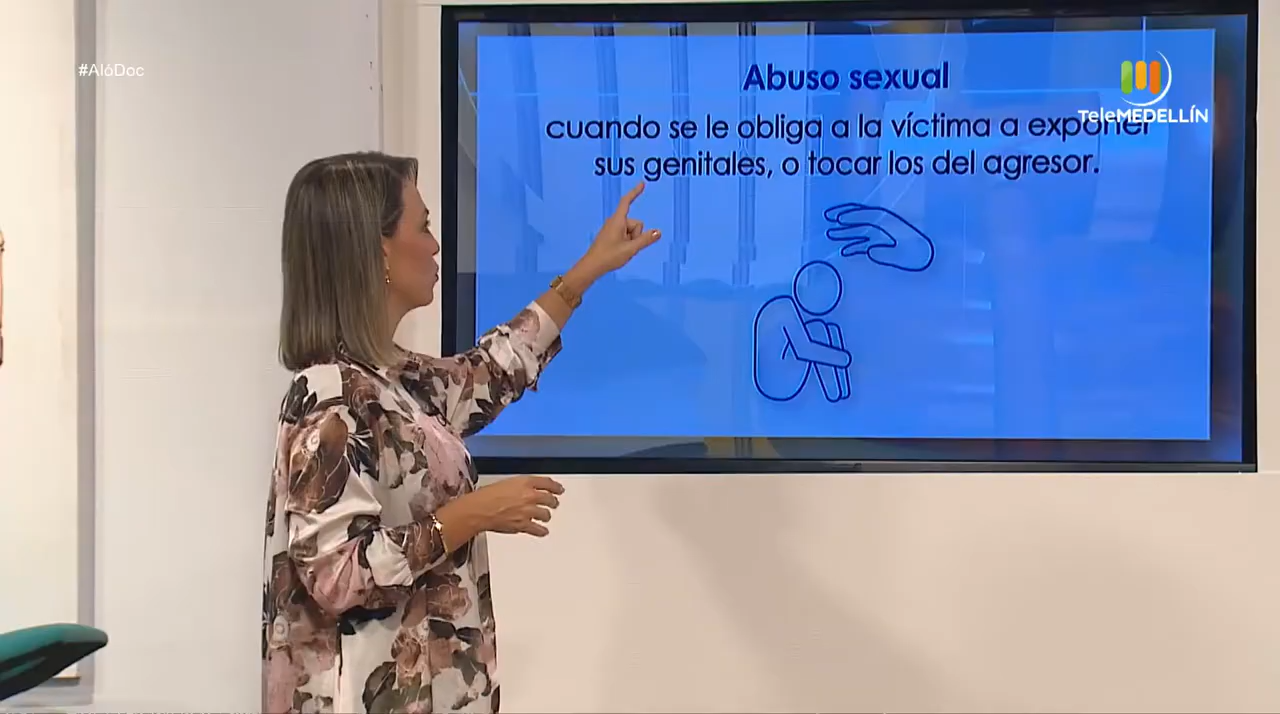 #AlóDoc
Abuso sexual
TeleMEDELLÍN
cuando se le obliga a la víctima a exponer
sus genitales, o tocar los del agresor.